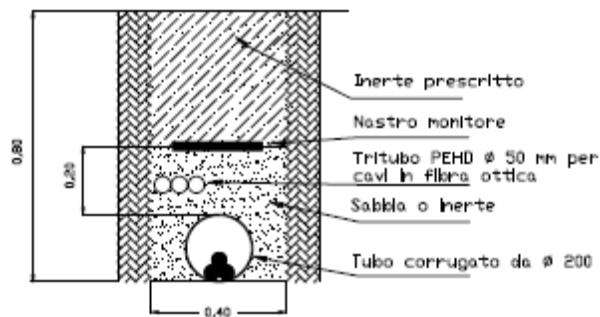 Inerte prescritto
Nastro monitore
Tritubo PEHD Ø 50 mm per
cavi in fibra ottica
Sabbia o inerte
Tubo corrugato da Ø 200
0,80
0,20
0,40